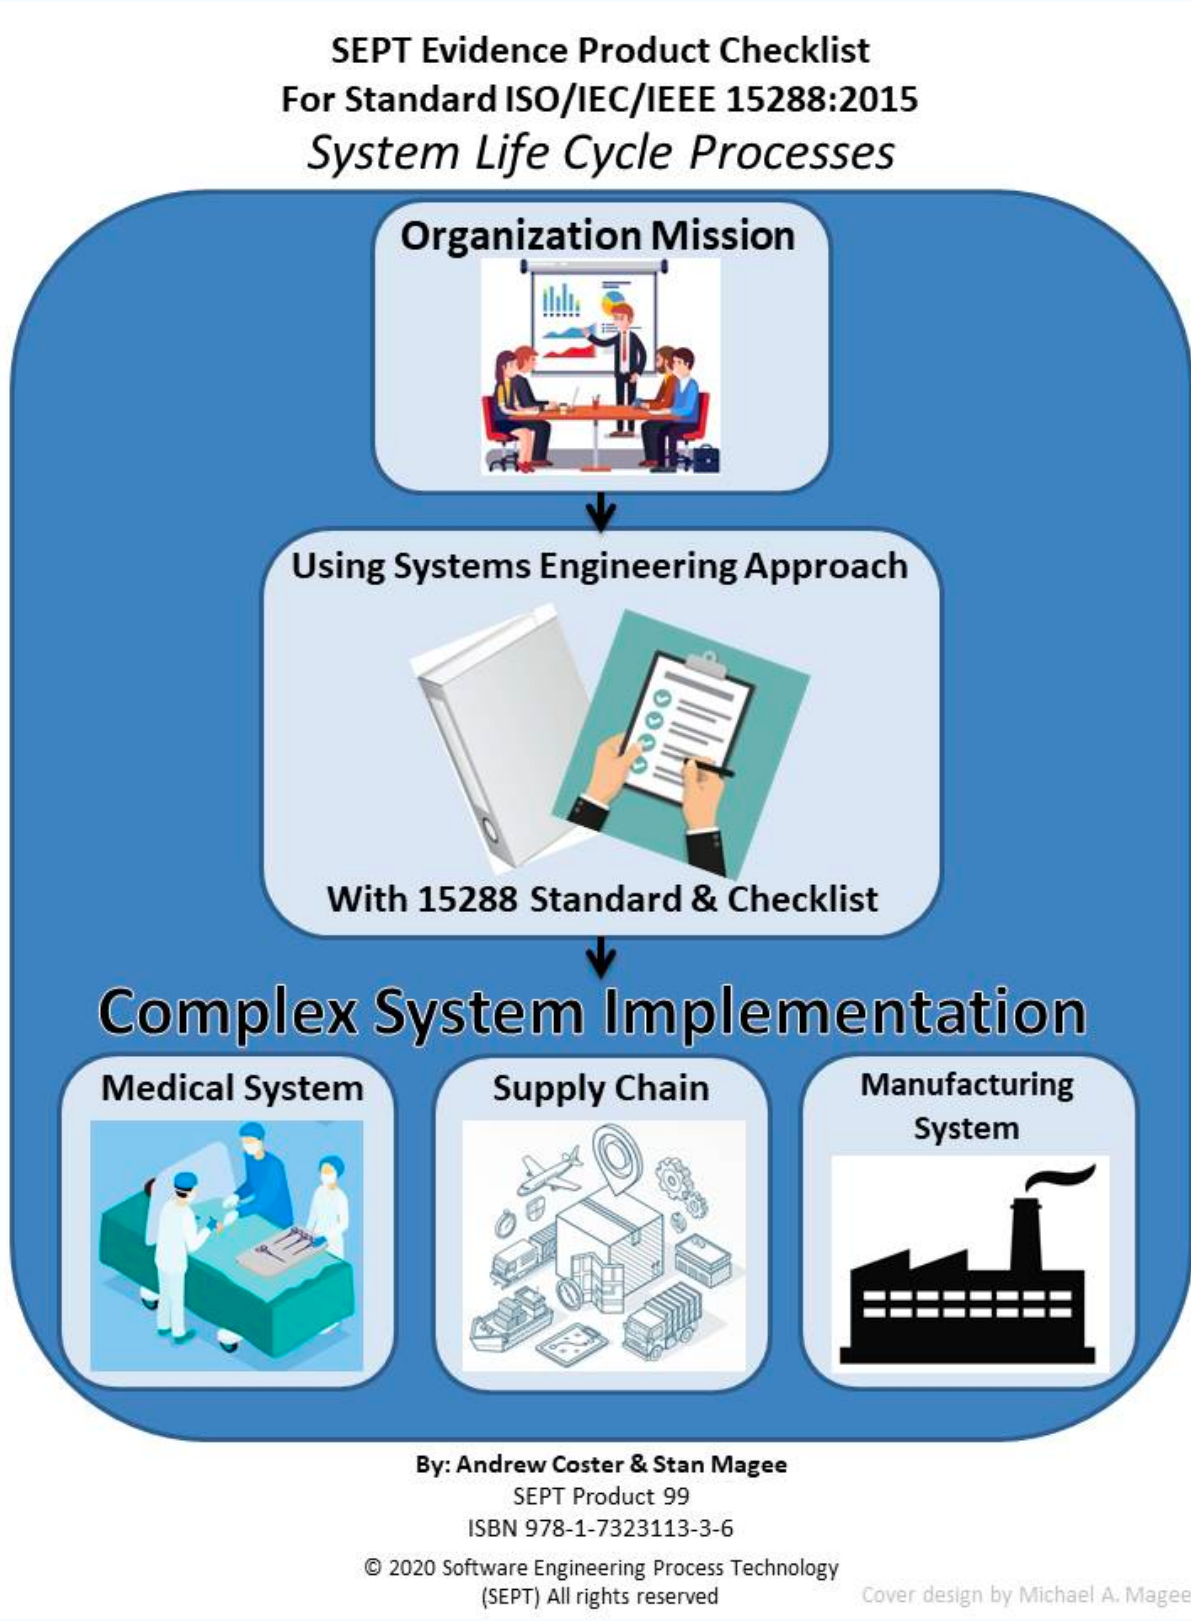 SEPT Evidence Product Checklist
For Standard ISO/IEC/IEEE 15288:2015
System Life Cycle Processes
Organization Mission
Using Systems Engineering Approach
With 15288 Standard & Checklist
Complex System Implementation
Medical System
Supply Chain
Manufacturing
System
By: Andrew Coster & Stan Magee
SEPT Product 99
ISBN 978-1-7323113-3-6
© 2020 Software Engineering Process Technology
(SEPT) All rights reserved
Cover design by Michael A. Magee